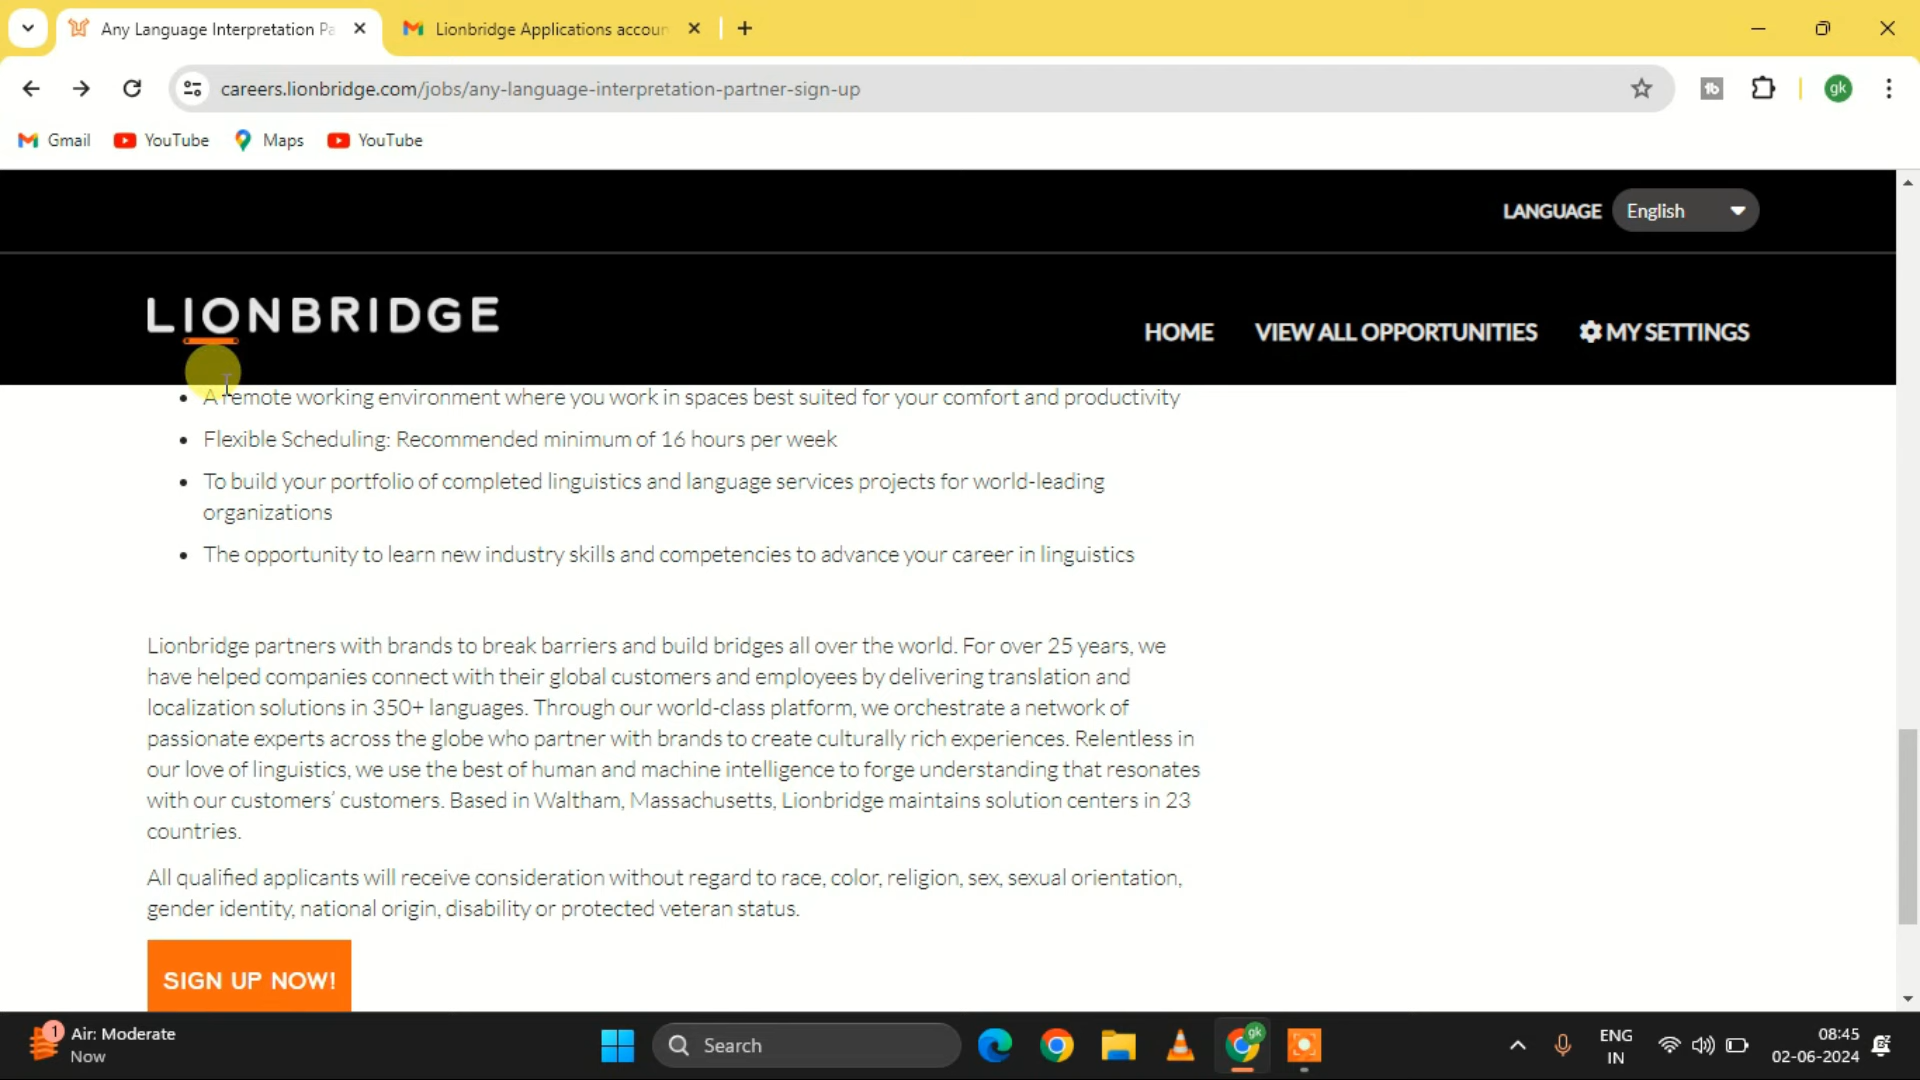 Any Language Interpretation Pa
Lionbridge Applications accoun
careers.lionbridge.com/jobs/any-language-interpretation-partner-sign-up
gk
Gmail
YouTube
Maps
YouTube
LANGUAGE
English
LIONBRIDGE
HOME
VIEW ALL OPPORTUNITIES
MY SETTINGS
• A remote working environment where you work in spaces best suited for your comfort and productivity
• Flexible Scheduling: Recommended minimum of 16 hours per week
• To build your portfolio of completed linguistics and language services projects for world-leading
organizations
• The opportunity to learn new industry skills and competencies to advance your career in linguistics
Lionbridge partners with brands to break barriers and build bridges all over the world. For over 25 years, we
have helped companies connect with their global customers and employees by delivering translation and
localization solutions in 350+ languages. Through our world-class platform, we orchestrate a network of
passionate experts across the globe who partner with brands to create culturally rich experiences. Relentless in
our love of linguistics, we use the best of human and machine intelligence to forge understanding that resonates
with our customers’ customers. Based in Waltham, Massachusetts, Lionbridge maintains solution centers in 23
countries.
All qualified applicants will receive consideration without regard to race, color, religion, sex, sexual orientation,
gender identity, national origin, disability or protected veteran status.
SIGN UP NOW!
1
Air: Moderate
Now
Search
gk
ENG
IN
08:45
02-06-2024